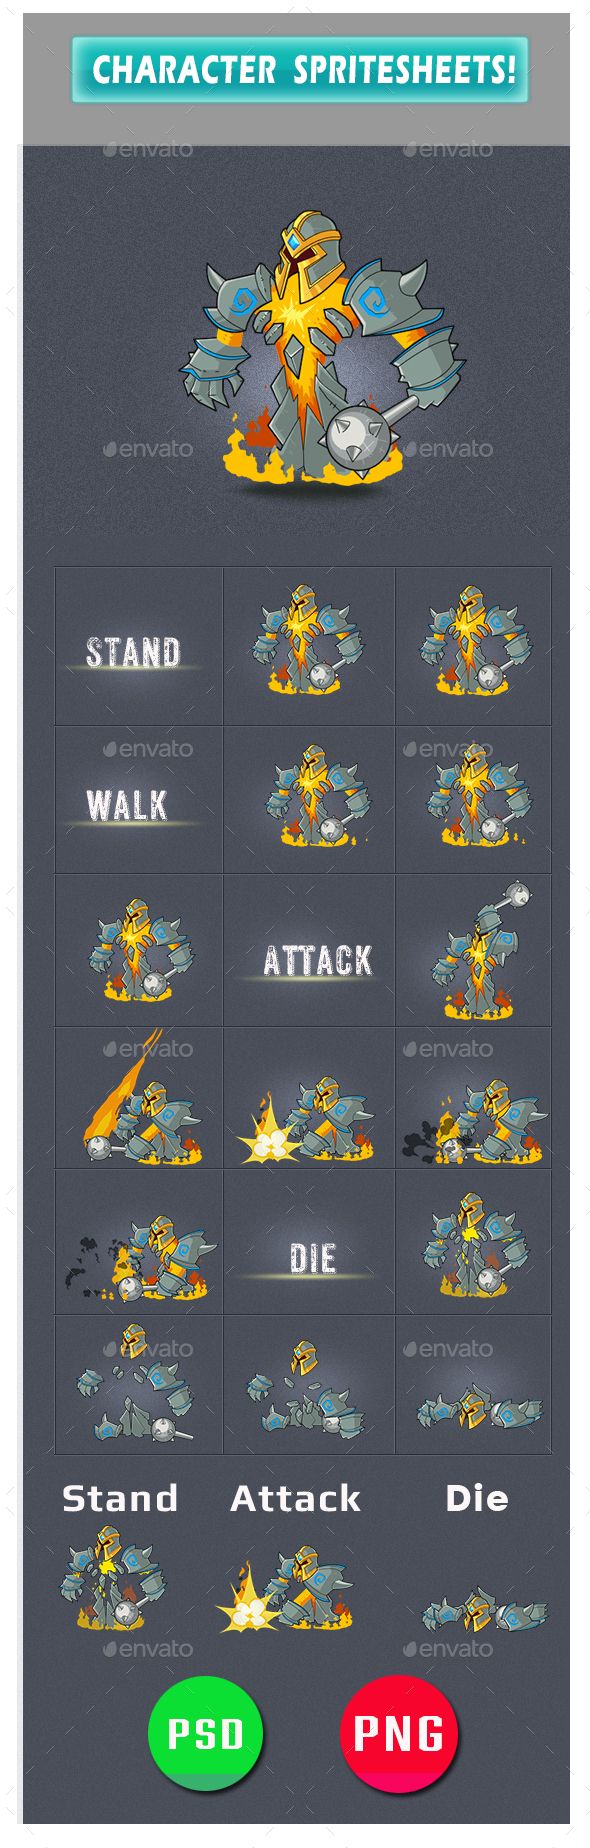 CHARACTER SPRITESHEETS!
envato envato
envato envato
STAND
envato envato
WALK
ATTACK
envato envato
DIE
envato envato
Stand Attack Die
envato envato
PSD PNG